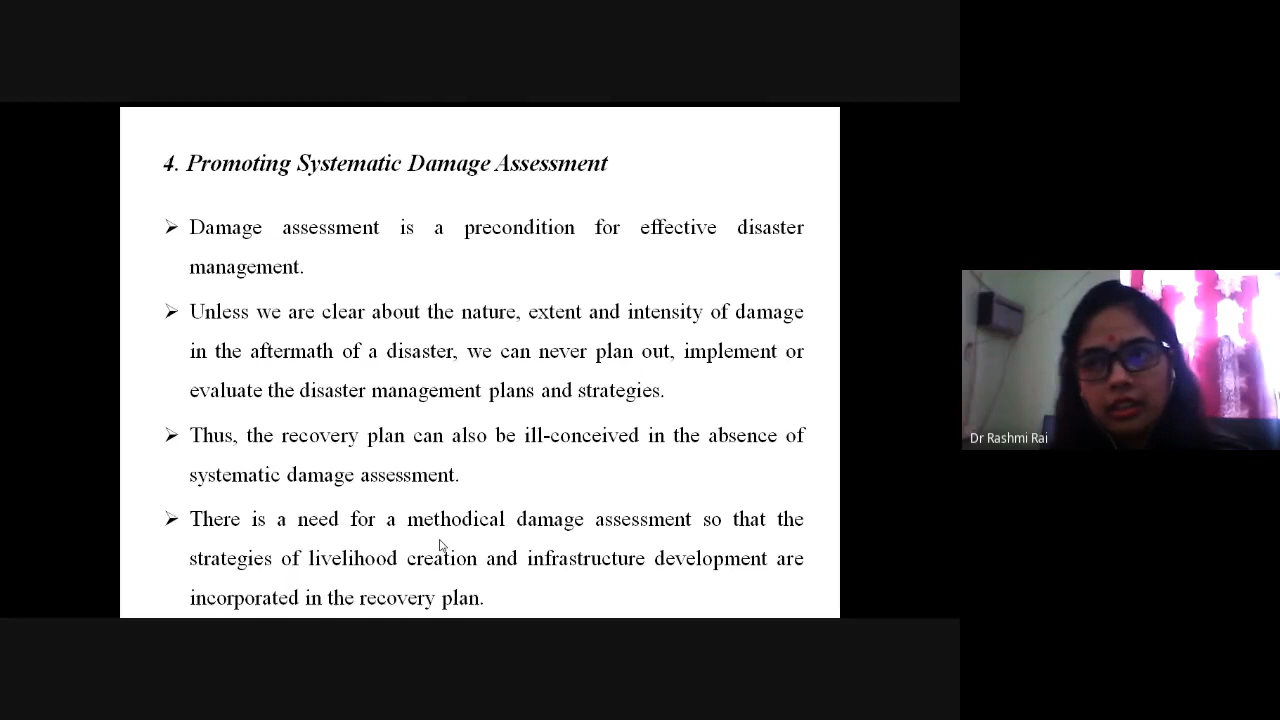 4. Promoting Systematic Damage Assessment
➢ Damage assessment is a precondition for effective disaster
management.
➢ Unless we are clear about the nature, extent and intensity of damage
in the aftermath of a disaster, we can never plan out, implement or
evaluate the disaster management plans and strategies.
➢ Thus, the recovery plan can also be ill-conceived in the absence of
systematic damage assessment.
➢ There is a need for a methodical damage assessment so that the
strategies of livelihood creation and infrastructure development are
incorporated in the recovery plan.
Dr Rashmi Rai